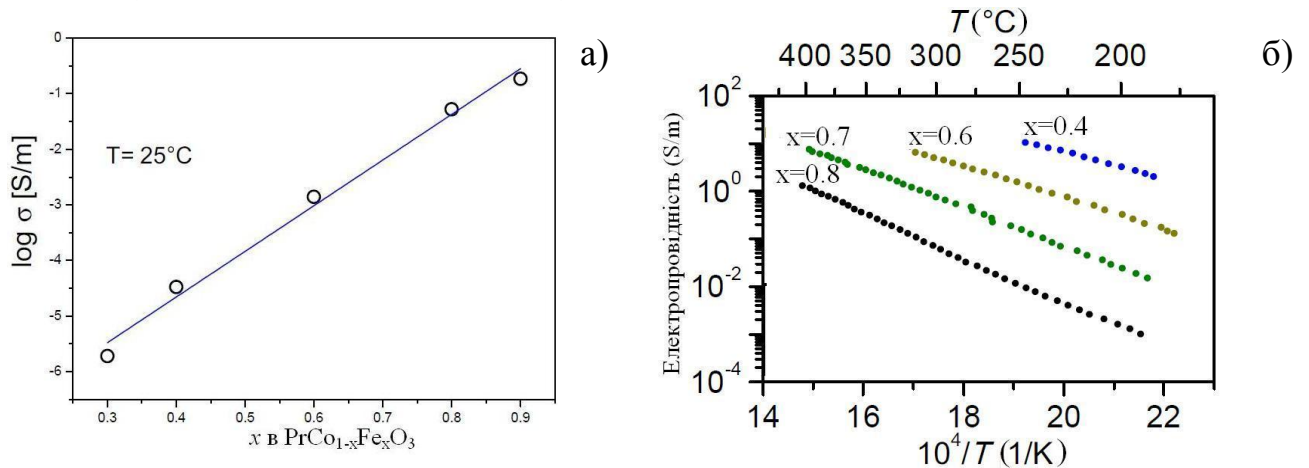 а)
log σ [S/m]
0
-1
-2
-3
-4
-5
-6
T= 25°C
0.3 0.4 0.5 0.6 0.7 0.8 0.9
x в PrCo1-xFexO3
б)
T (°C)
400 350 300 250 200
Електропровідність (S/m)
10^2
10^0
10^-2
10^-4
x=0.7
x=0.6
x=0.4
x=0.8
14 16 18 20 22
10^4/T (1/K)